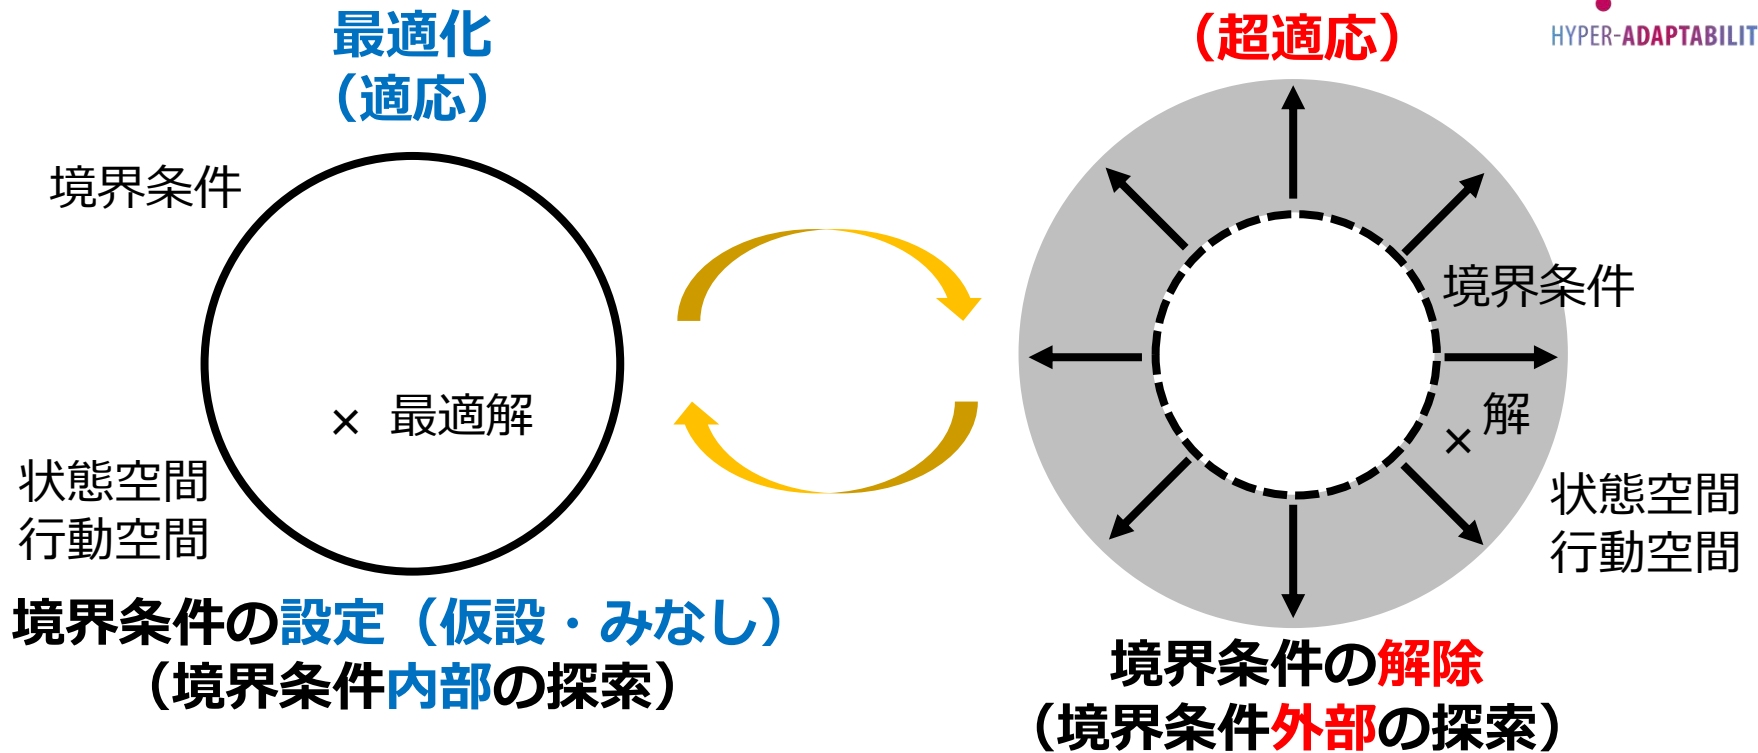 最適化
（適応）
境界条件
× 最適解
状態空間
行動空間
境界条件の設定（仮設・みなし）
（境界条件内部の探索）
HYPER-ADAPTABILIT
（超適応）
境界条件
× 解
状態空間
行動空間
境界条件の解除
（境界条件外部の探索）